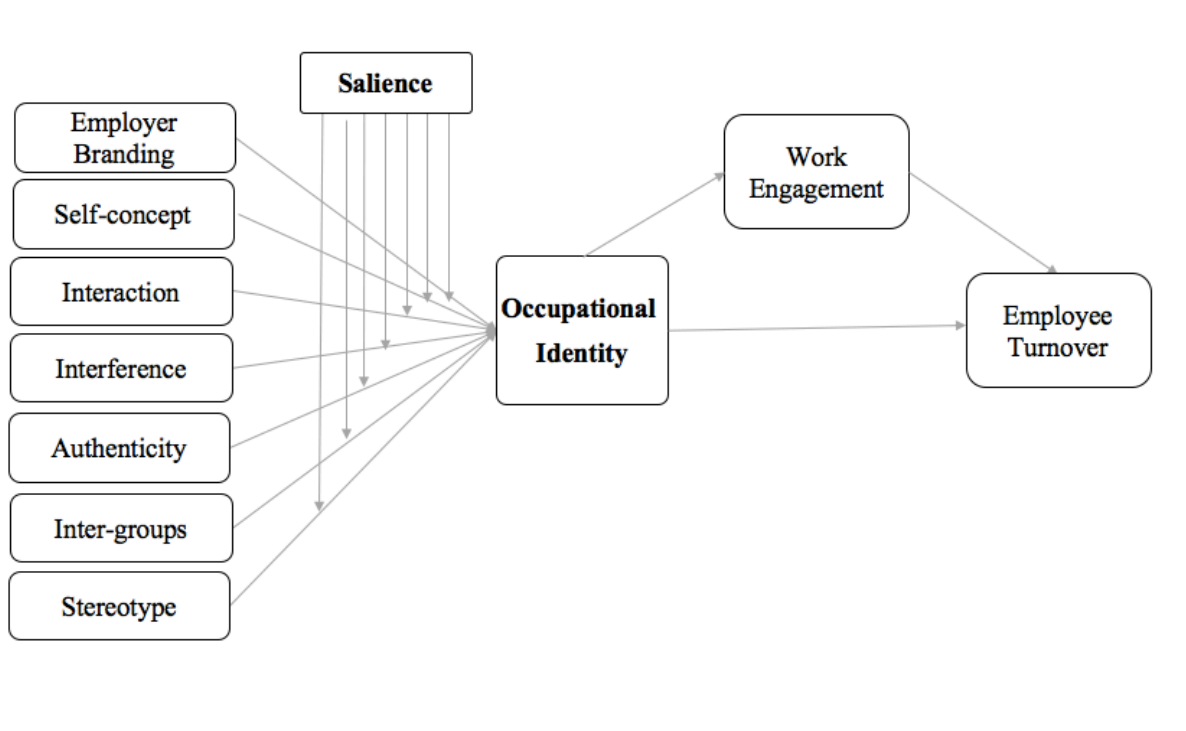 Salience
Employer
Branding
Self-concept
Interaction
Interference
Authenticity
Inter-groups
Stereotype
Occupational
Identity
Work
Engagement
Employee
Turnover